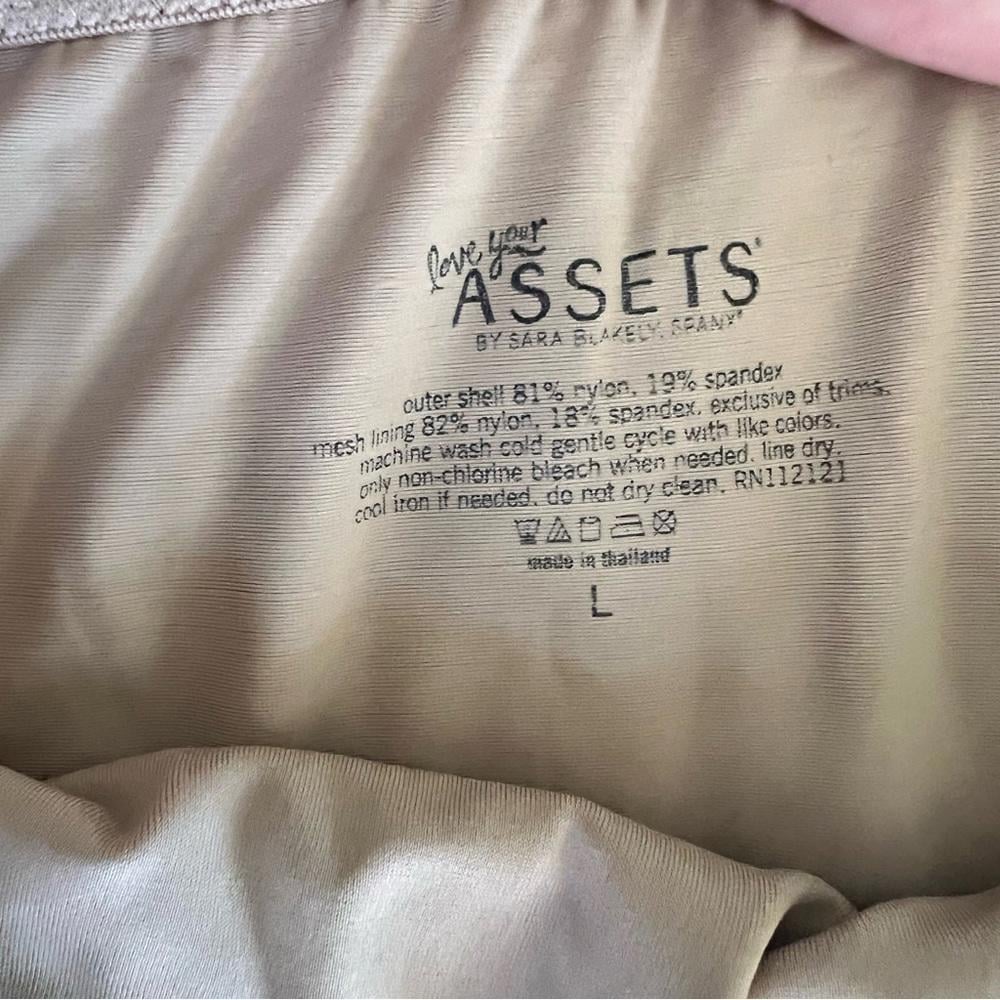 love your
ASSETS®
BY SARA BLAKELY, SPANX®
outer shell 81% nylon, 19% spandex
mesh lining 82% nylon, 18% spandex, exclusive of trims.
machine wash cold gentle cycle with like colors.
only non-chlorine bleach when needed. line dry.
cool iron if needed. do not dry clean. RN112121
made in thailand
L